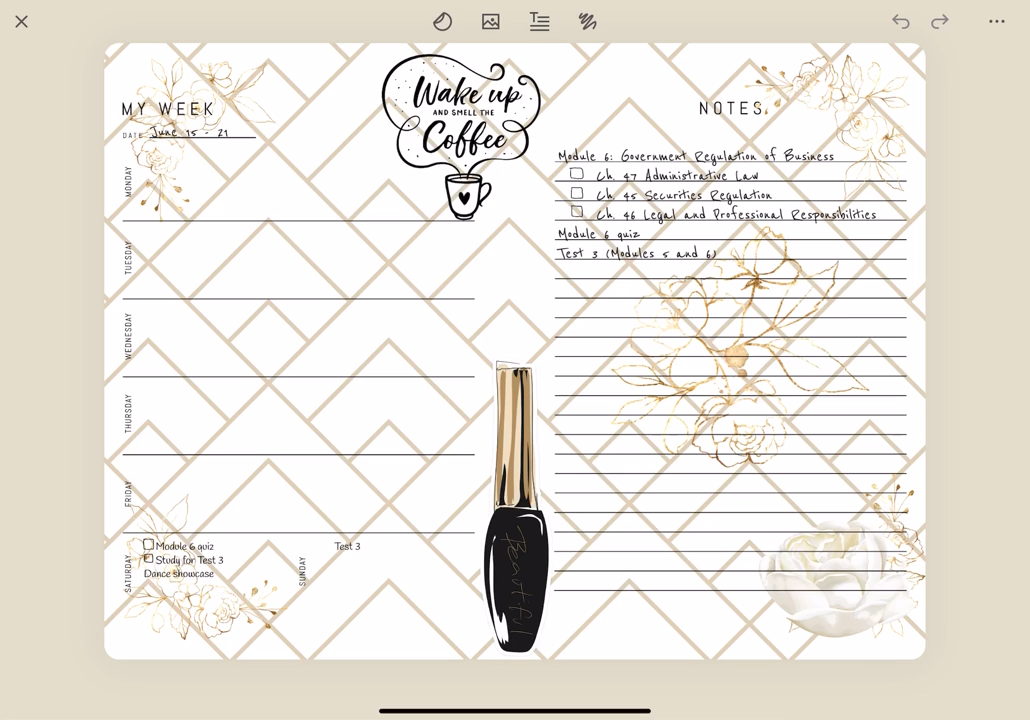 MY WEEK
DATE June 15 - 21
Wake up
AND SMELL THE
Coffee
MONDAY
TUESDAY
WEDNESDAY
THURSDAY
FRIDAY
SATURDAY
Module 6 quiz
Study for Test 3
Dance showcase
SUNDAY
Test 3
Beautiful
NOTES
Module 6: Government Regulation of Business
Ch. 47 Administrative Law
Ch. 45 Securities Regulation
Ch. 46 Legal and Professional Responsibilities
Module 6 quiz
Test 3 (Modules 5 and 6)